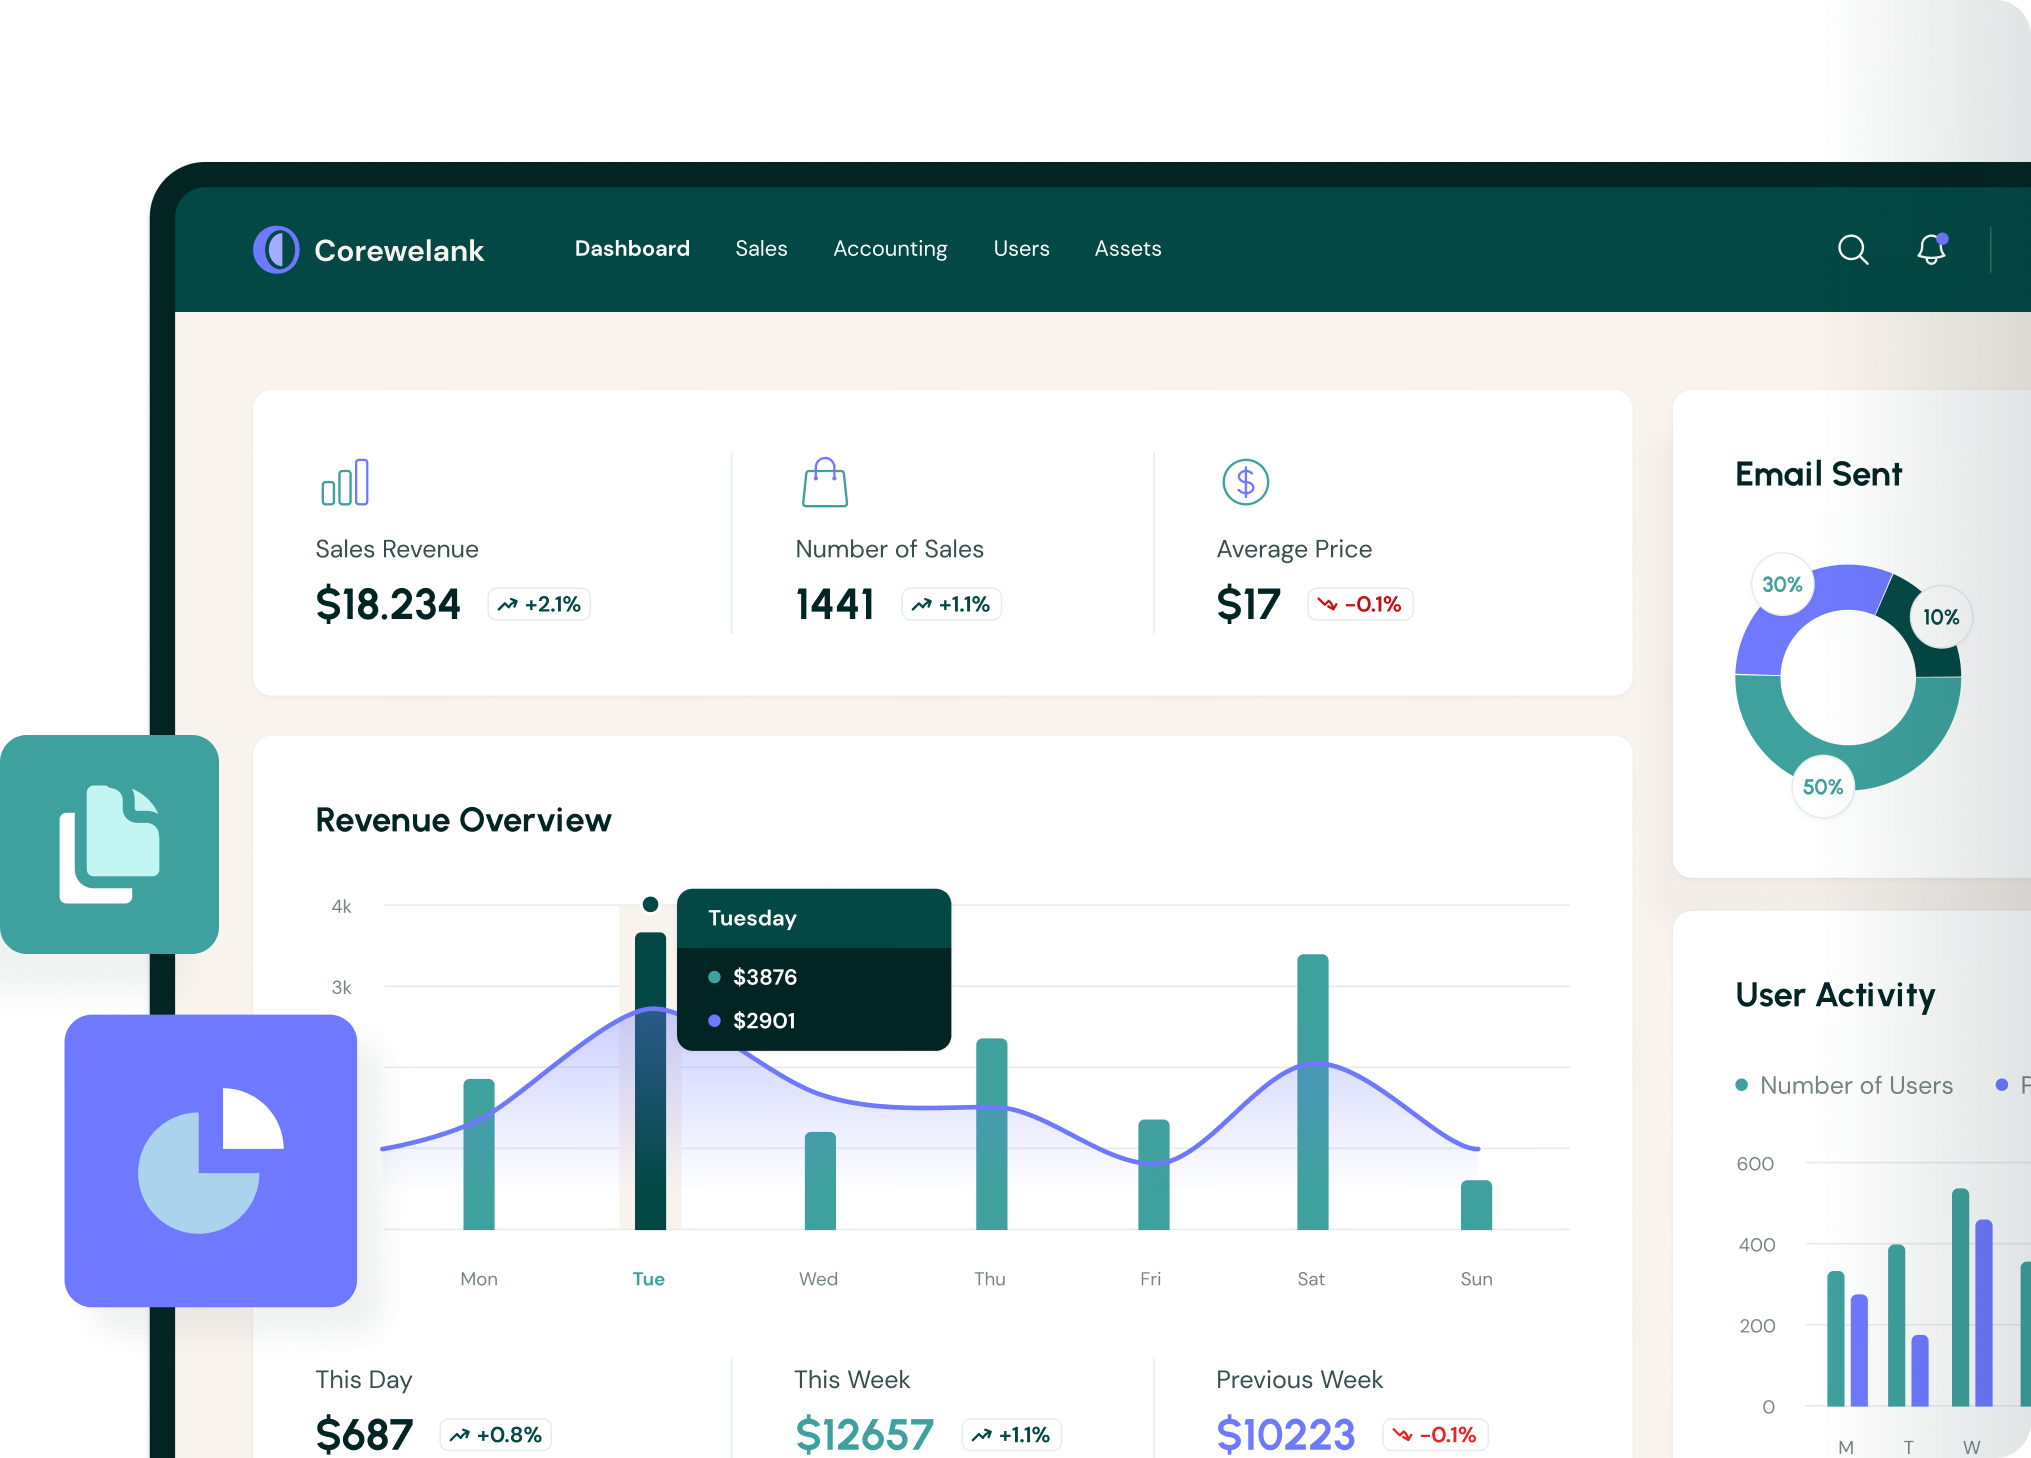 Corewelank
Dashboard Sales Accounting Users Assets
Sales Revenue
$18.234 +2.1%
Number of Sales
1441 +1.1%
Average Price
$17 -0.1%
Email Sent
30%
10%
50%
Revenue Overview
4k
3k
Tuesday
$3876
$2901
Mon Tue Wed Thu Fri Sat Sun
This Day
$687 +0.8%
This Week
$12657 +1.1%
Previous Week
$10223 -0.1%
User Activity
Number of Users
600
400
200
0
M T W